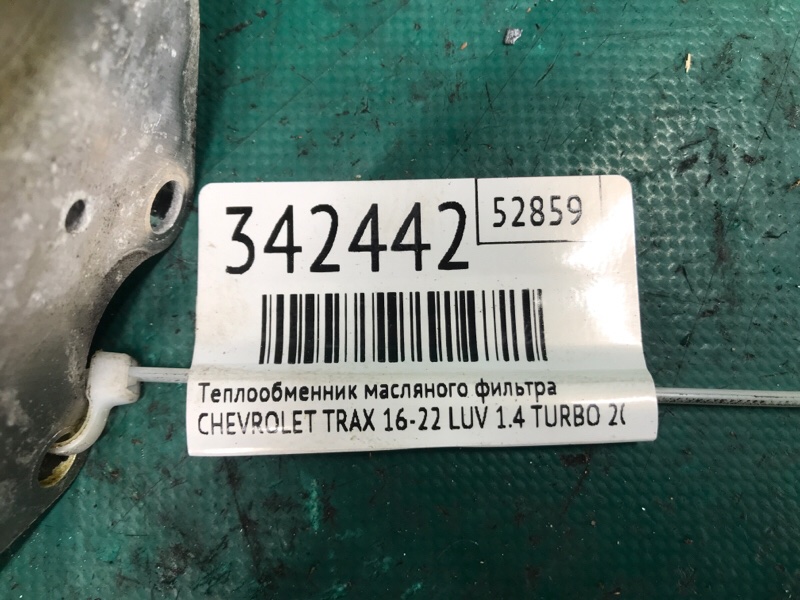 342442
52859
Теплообменник масляного фильтра
CHEVROLET TRAX 16-22 LUV 1.4 TURBO